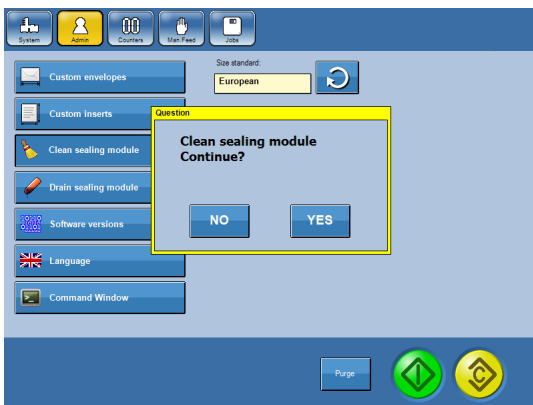 System
Admin
Counters
Man.Feed
Jobs
Size standard:
European
Custom envelopes
Custom inserts
Clean sealing module
Drain sealing module
Software versions
Language
Command Window
Question
Clean sealing module
Continue?
NO
YES
Purge
C